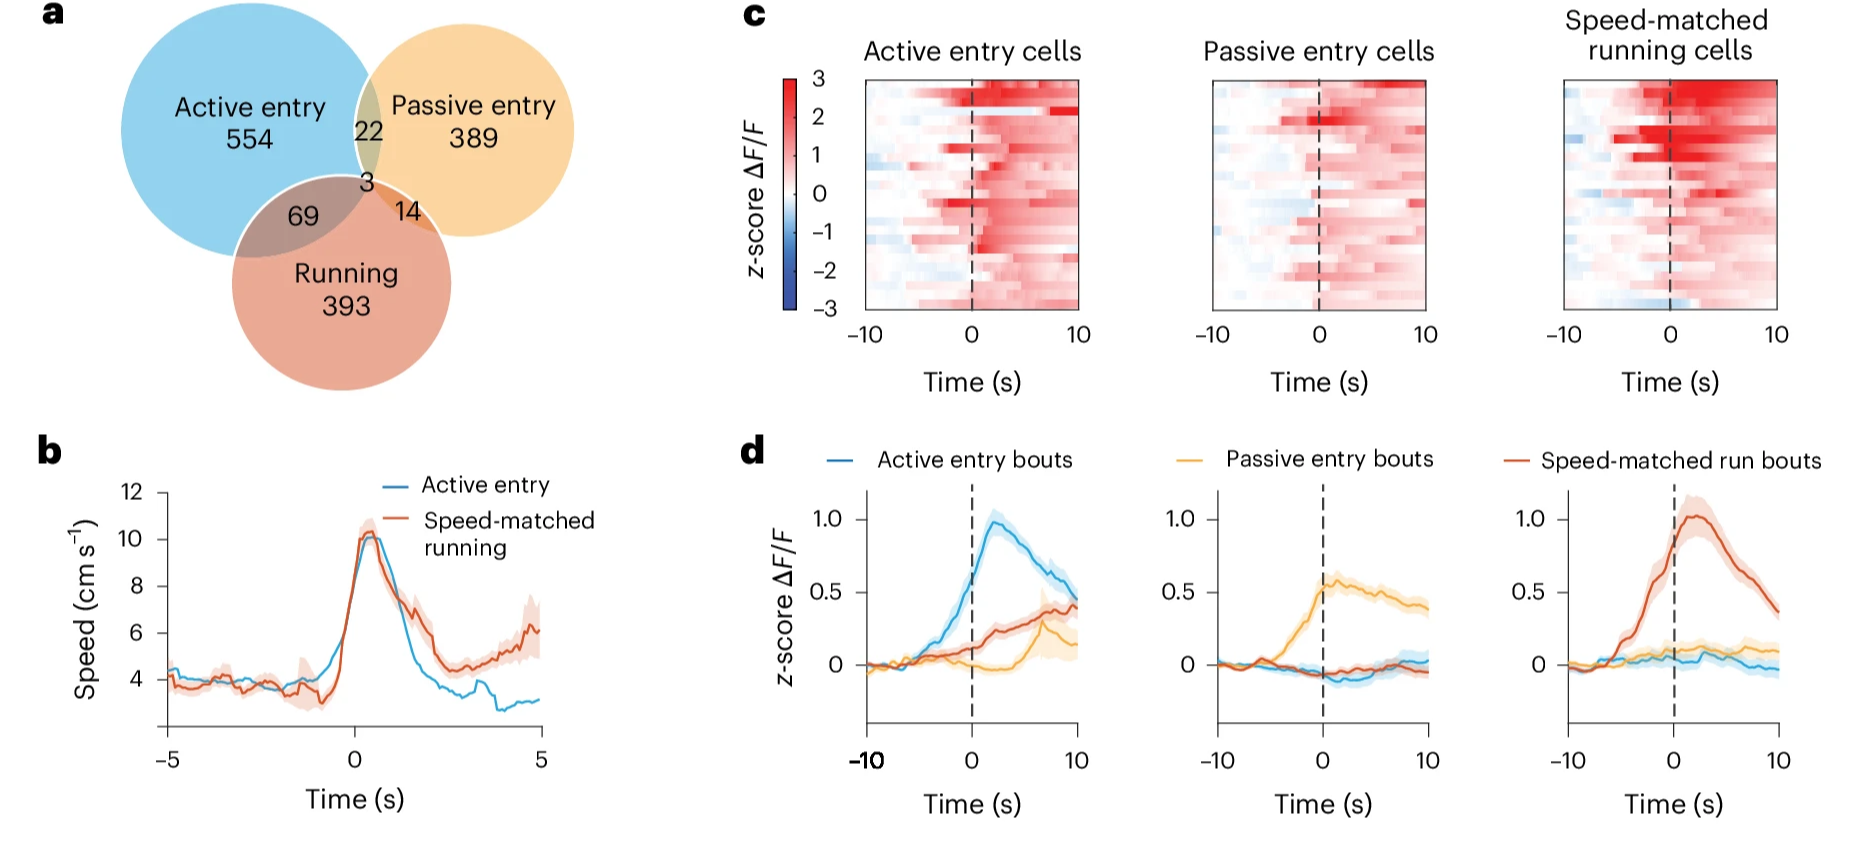 a
Active entry
554
Passive entry
389
22
3
69
14
Running
393
b
Active entry
Speed-matched
running
Speed (cm s⁻¹)
12
10
8
6
4
–5
0
5
Time (s)
c
Active entry cells
Passive entry cells
Speed-matched
running cells
z-score ΔF/F
3
2
1
0
–1
–2
–3
–10
0
10
–10
0
10
–10
0
10
Time (s)
Time (s)
Time (s)
d
Active entry bouts
Passive entry bouts
Speed-matched run bouts
z-score ΔF/F
1.0
0.5
0
–10
0
10
Time (s)
1.0
0.5
0
–10
0
10
Time (s)
1.0
0.5
0
–10
0
10
Time (s)